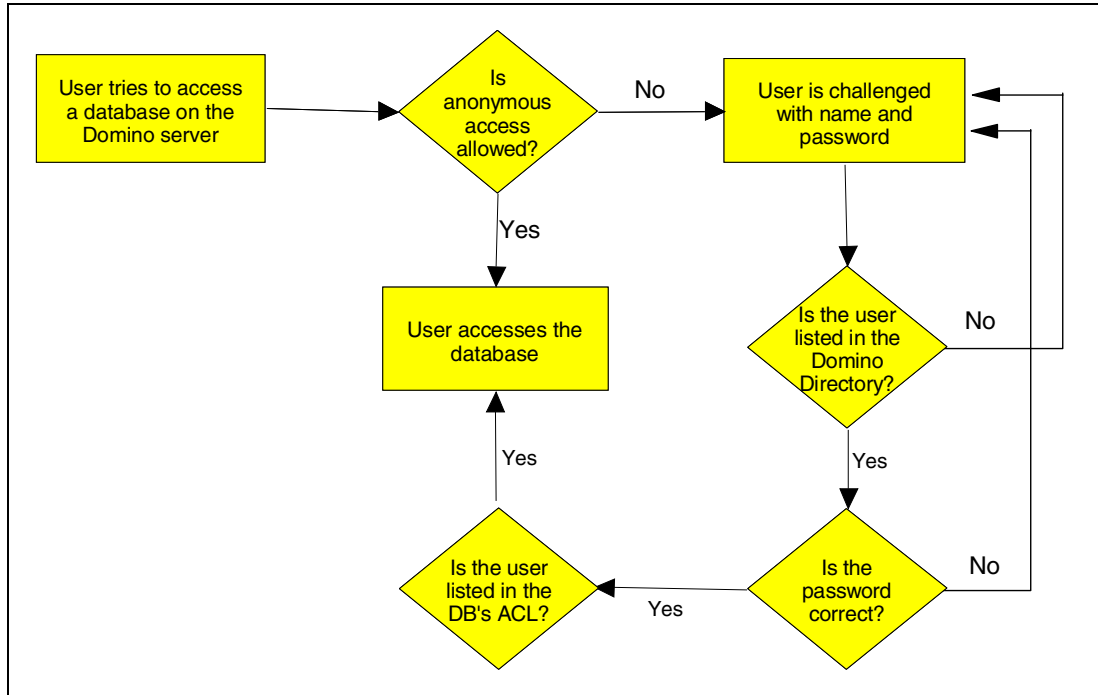 User tries to access
a database on the
Domino server
Is
anonymous
access
allowed?
No
User is challenged
with name and
password
Yes
User accesses the
database
Is the user
listed in the
Domino
Directory?
No
Yes
Yes
Is the user
listed in the
DB's ACL?
Yes
Is the
password
correct?
No